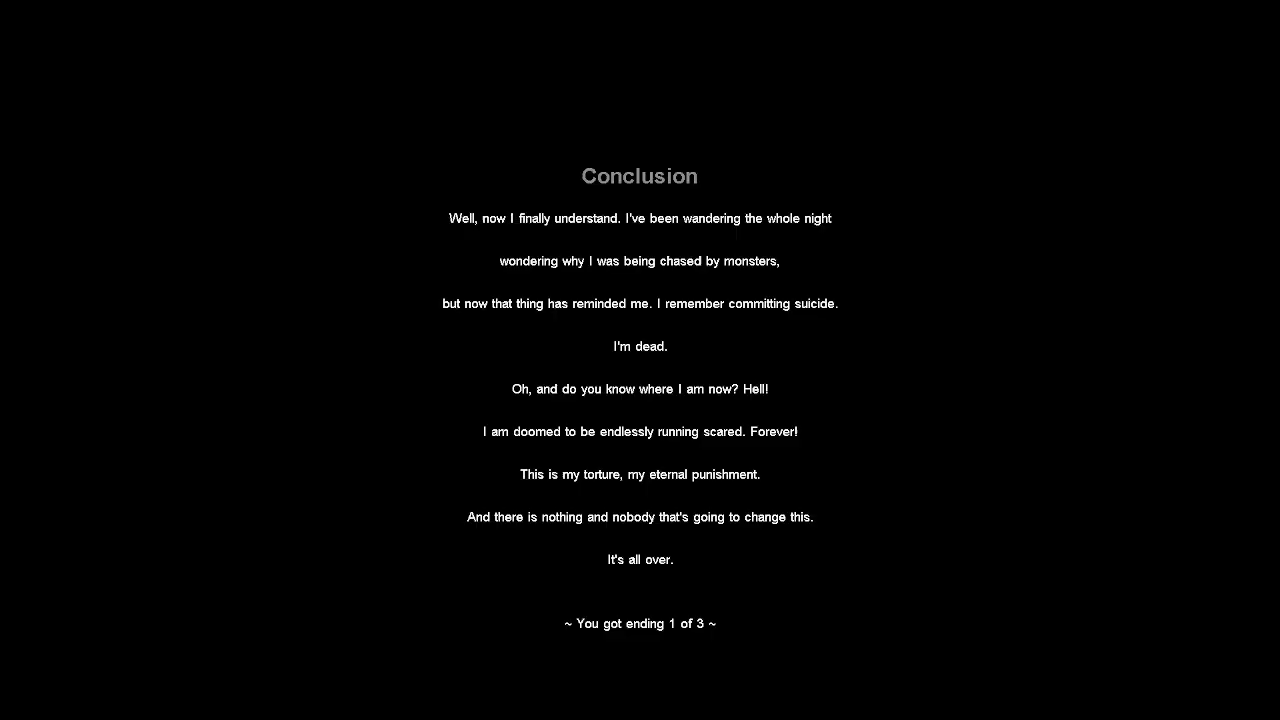 Conclusion
Well, now I finally understand. I've been wandering the whole night
wondering why I was being chased by monsters,
but now that thing has reminded me. I remember committing suicide.
I'm dead.
Oh, and do you know where I am now? Hell!
I am doomed to be endlessly running scared. Forever!
This is my torture, my eternal punishment.
And there is nothing and nobody that's going to change this.
It's all over.
~ You got ending 1 of 3 ~